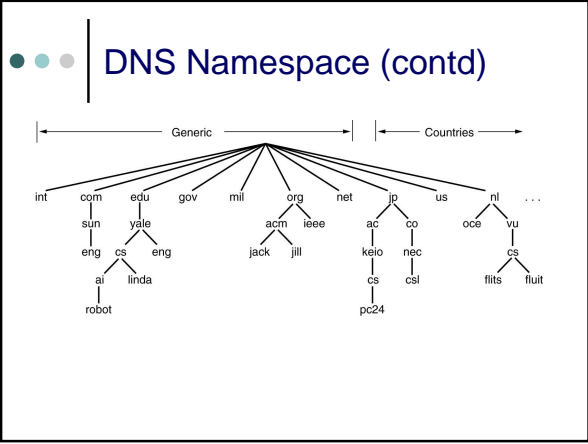 DNS Namespace (contd)
Generic Countries
int com edu gov mil org net jp us nl . . .
sun yale acm ieee ac co oce vu
eng cs eng jack jill keio nec cs
ai linda cs csl flits fluit
robot pc24